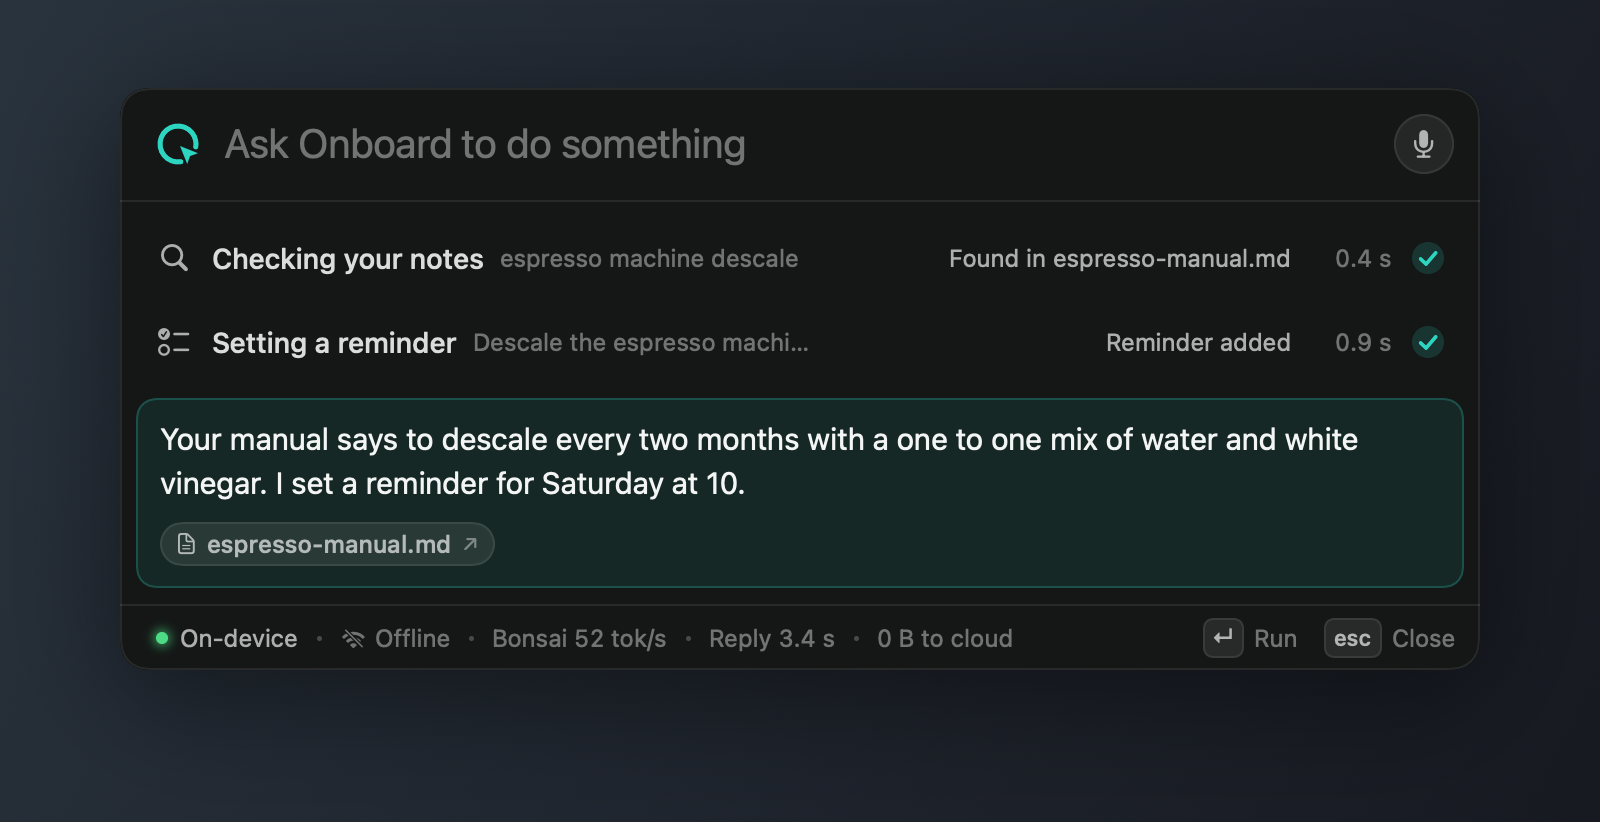 Ask Onboard to do something
Checking your notes espresso machine descale Found in espresso-manual.md 0.4 s
Setting a reminder Descale the espresso machi... Reminder added 0.9 s
Your manual says to descale every two months with a one to one mix of water and white
vinegar. I set a reminder for Saturday at 10.
espresso-manual.md
On-device · Offline · Bonsai 52 tok/s · Reply 3.4 s · 0 B to cloud Run esc Close